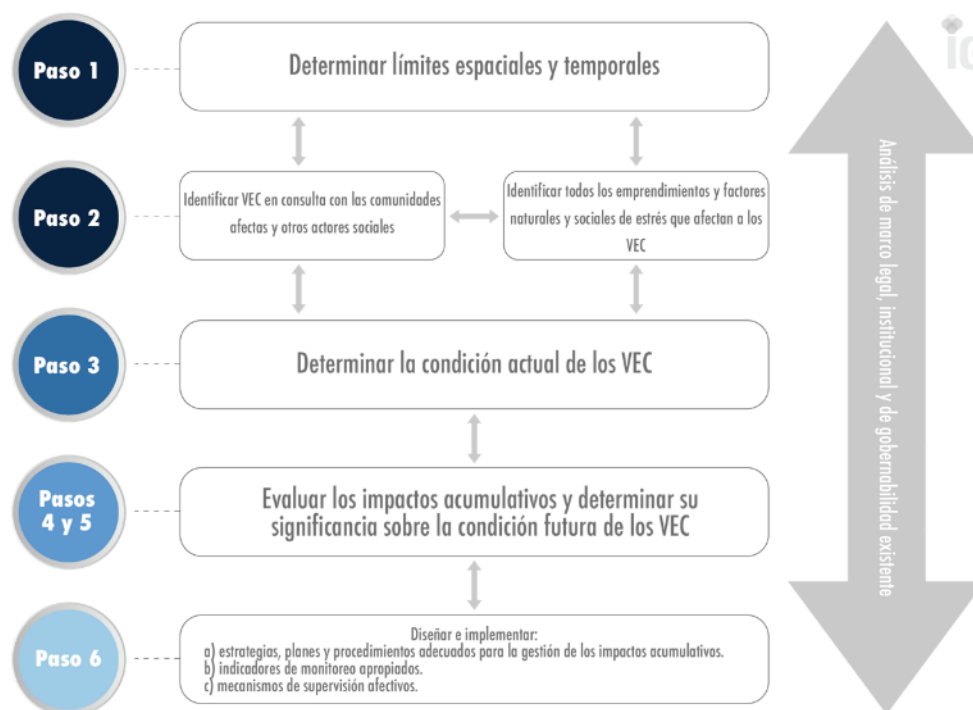 Paso 1
Determinar límites espaciales y temporales
Paso 2
Identificar VEC en consulta con las comunidades
afectas y otros actores sociales
Identificar todos los emprendimientos y factores
naturales y sociales de estrés que afectan a los
VEC
Paso 3
Determinar la condición actual de los VEC
Pasos
4 y 5
Evaluar los impactos acumulativos y determinar su
significancia sobre la condición futura de los VEC
Paso 6
Diseñar e implementar:
a) estrategias, planes y procedimientos adecuados para la gestión de los impactos acumulativos.
b) indicadores de monitoreo apropiados.
c) mecanismos de supervisión afectivos.
Análisis de marco legal, institucional y de gobernabilidad existente